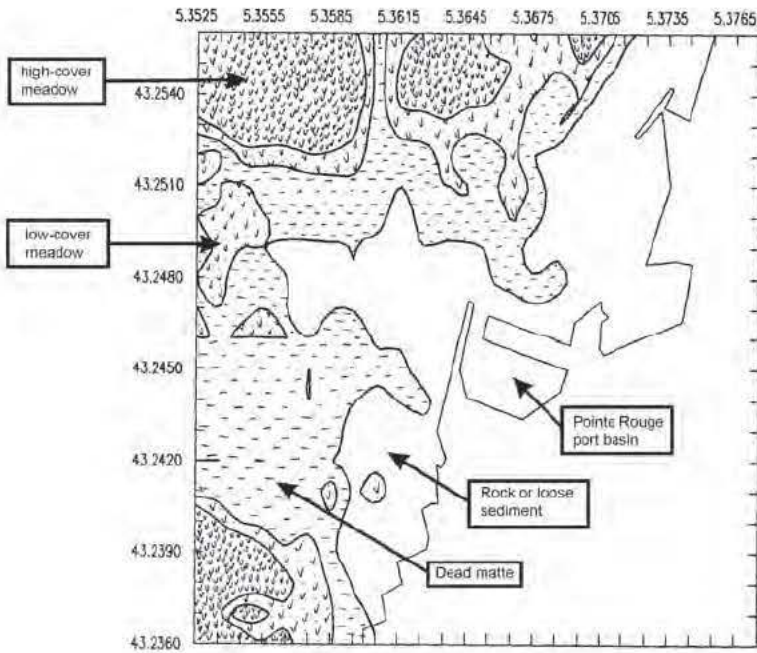 5.3525 5.3555 5.3585 5.3615 5.3645 5.3675 5.3705 5.3735 5.3765
high-cover
meadow
43.2540
43.2510
low-cover
meadow
43.2480
43.2450
Pointe Rouge
port basin
43.2420
Rock or loose
sediment
43.2390
Dead matte
43.2360